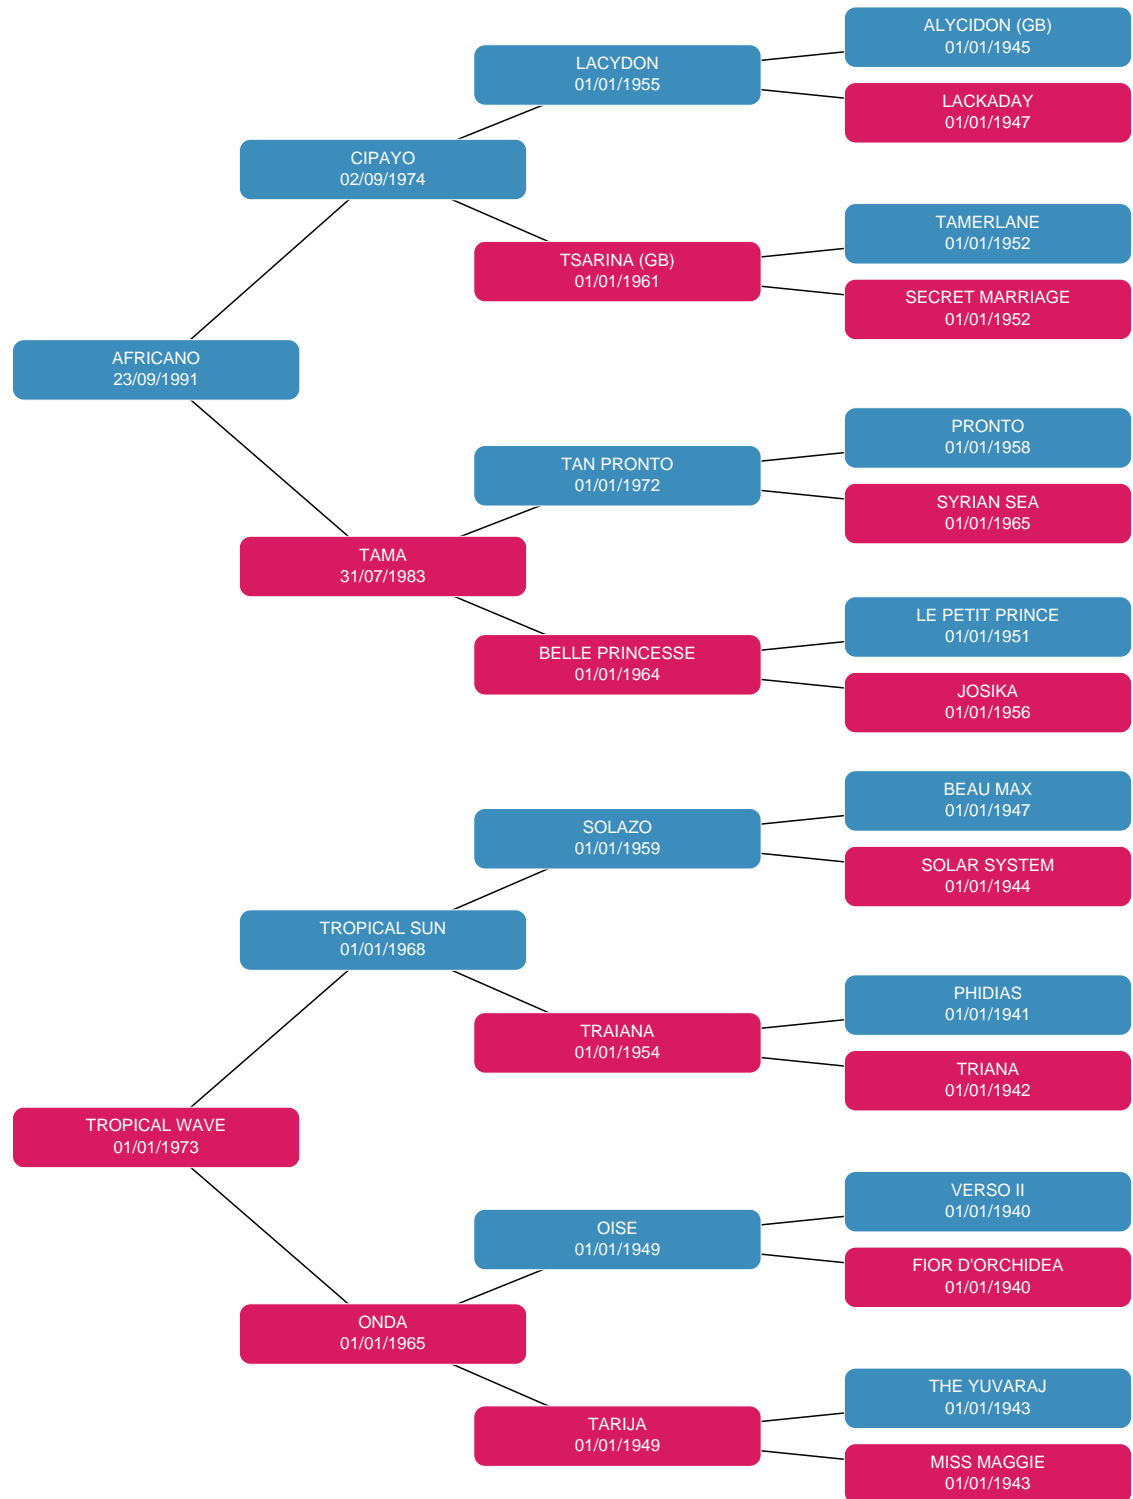 ALYCIDON (GB)
01/01/1945
LACYDON
01/01/1955
LACKADAY
01/01/1947
CIPAYO
02/09/1974
TAMERLANE
01/01/1952
TSARINA (GB)
01/01/1961
SECRET MARRIAGE
01/01/1952
AFRICANO
23/09/1991
PRONTO
01/01/1958
TAN PRONTO
01/01/1972
SYRIAN SEA
01/01/1965
TAMA
31/07/1983
LE PETIT PRINCE
01/01/1951
BELLE PRINCESSE
01/01/1964
JOSIKA
01/01/1956
BEAU MAX
01/01/1947
SOLAZO
01/01/1959
SOLAR SYSTEM
01/01/1944
TROPICAL SUN
01/01/1968
PHIDIAS
01/01/1941
TRAIANA
01/01/1954
TRIANA
01/01/1942
TROPICAL WAVE
01/01/1973
VERSO II
01/01/1940
OISE
01/01/1949
FIOR D'ORCHIDEA
01/01/1940
ONDA
01/01/1965
THE YUVARAJ
01/01/1943
TARIJA
01/01/1949
MISS MAGGIE
01/01/1943